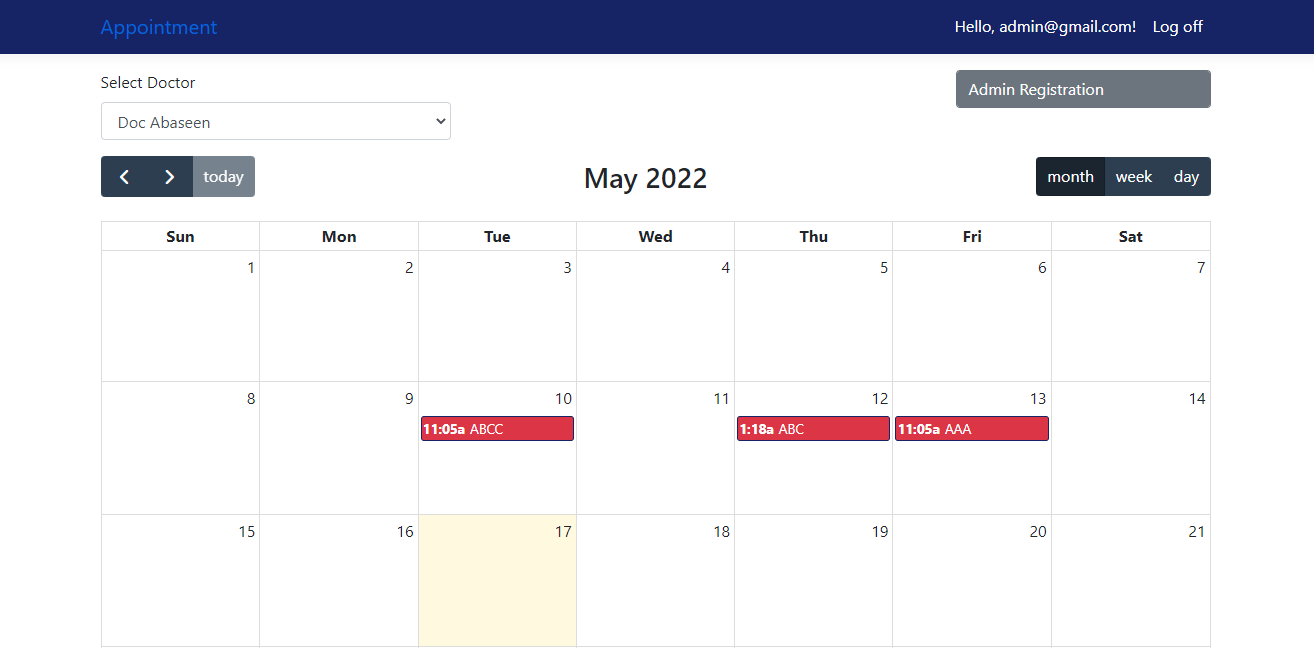 Appointment Hello, admin@gmail.com! Log off
Select Doctor
Admin Registration
Doc Abaseen
today May 2022 month week day
Sun Mon Tue Wed Thu Fri Sat
1 2 3 4 5 6 7
8 9 10 11 12 13 14
11:05a ABCC 1:18a ABC 11:05a AAA
15 16 17 18 19 20 21